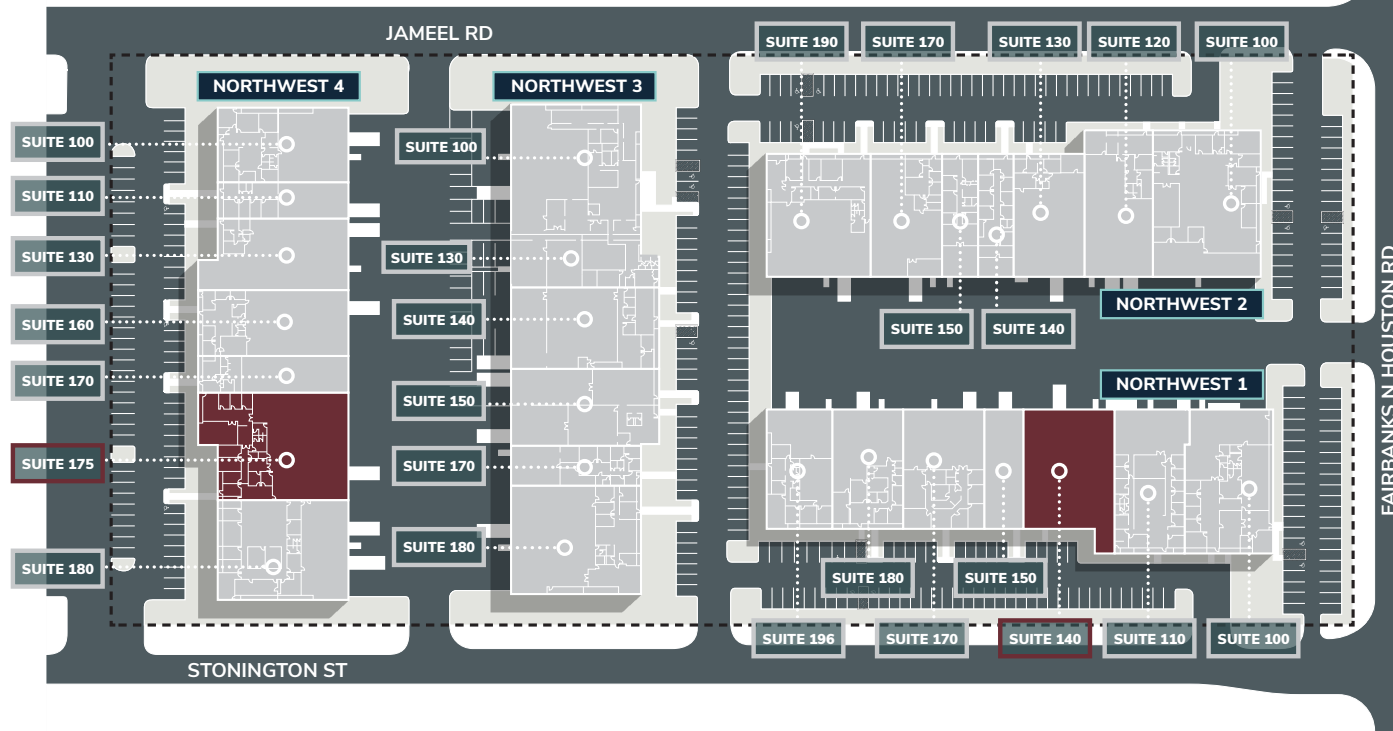 JAMEEL RD
SUITE 190
SUITE 170
SUITE 130
SUITE 120
SUITE 100
NORTHWEST 4
NORTHWEST 3
SUITE 100
SUITE 110
SUITE 130
SUITE 160
SUITE 170
SUITE 175
SUITE 180
SUITE 100
SUITE 130
SUITE 140
SUITE 150
SUITE 170
SUITE 180
NORTHWEST 2
SUITE 150
SUITE 140
NORTHWEST 1
SUITE 180
SUITE 150
SUITE 196
SUITE 170
SUITE 140
SUITE 110
SUITE 100
FAIRBANKS N HOUSTON RD
STONINGTON ST